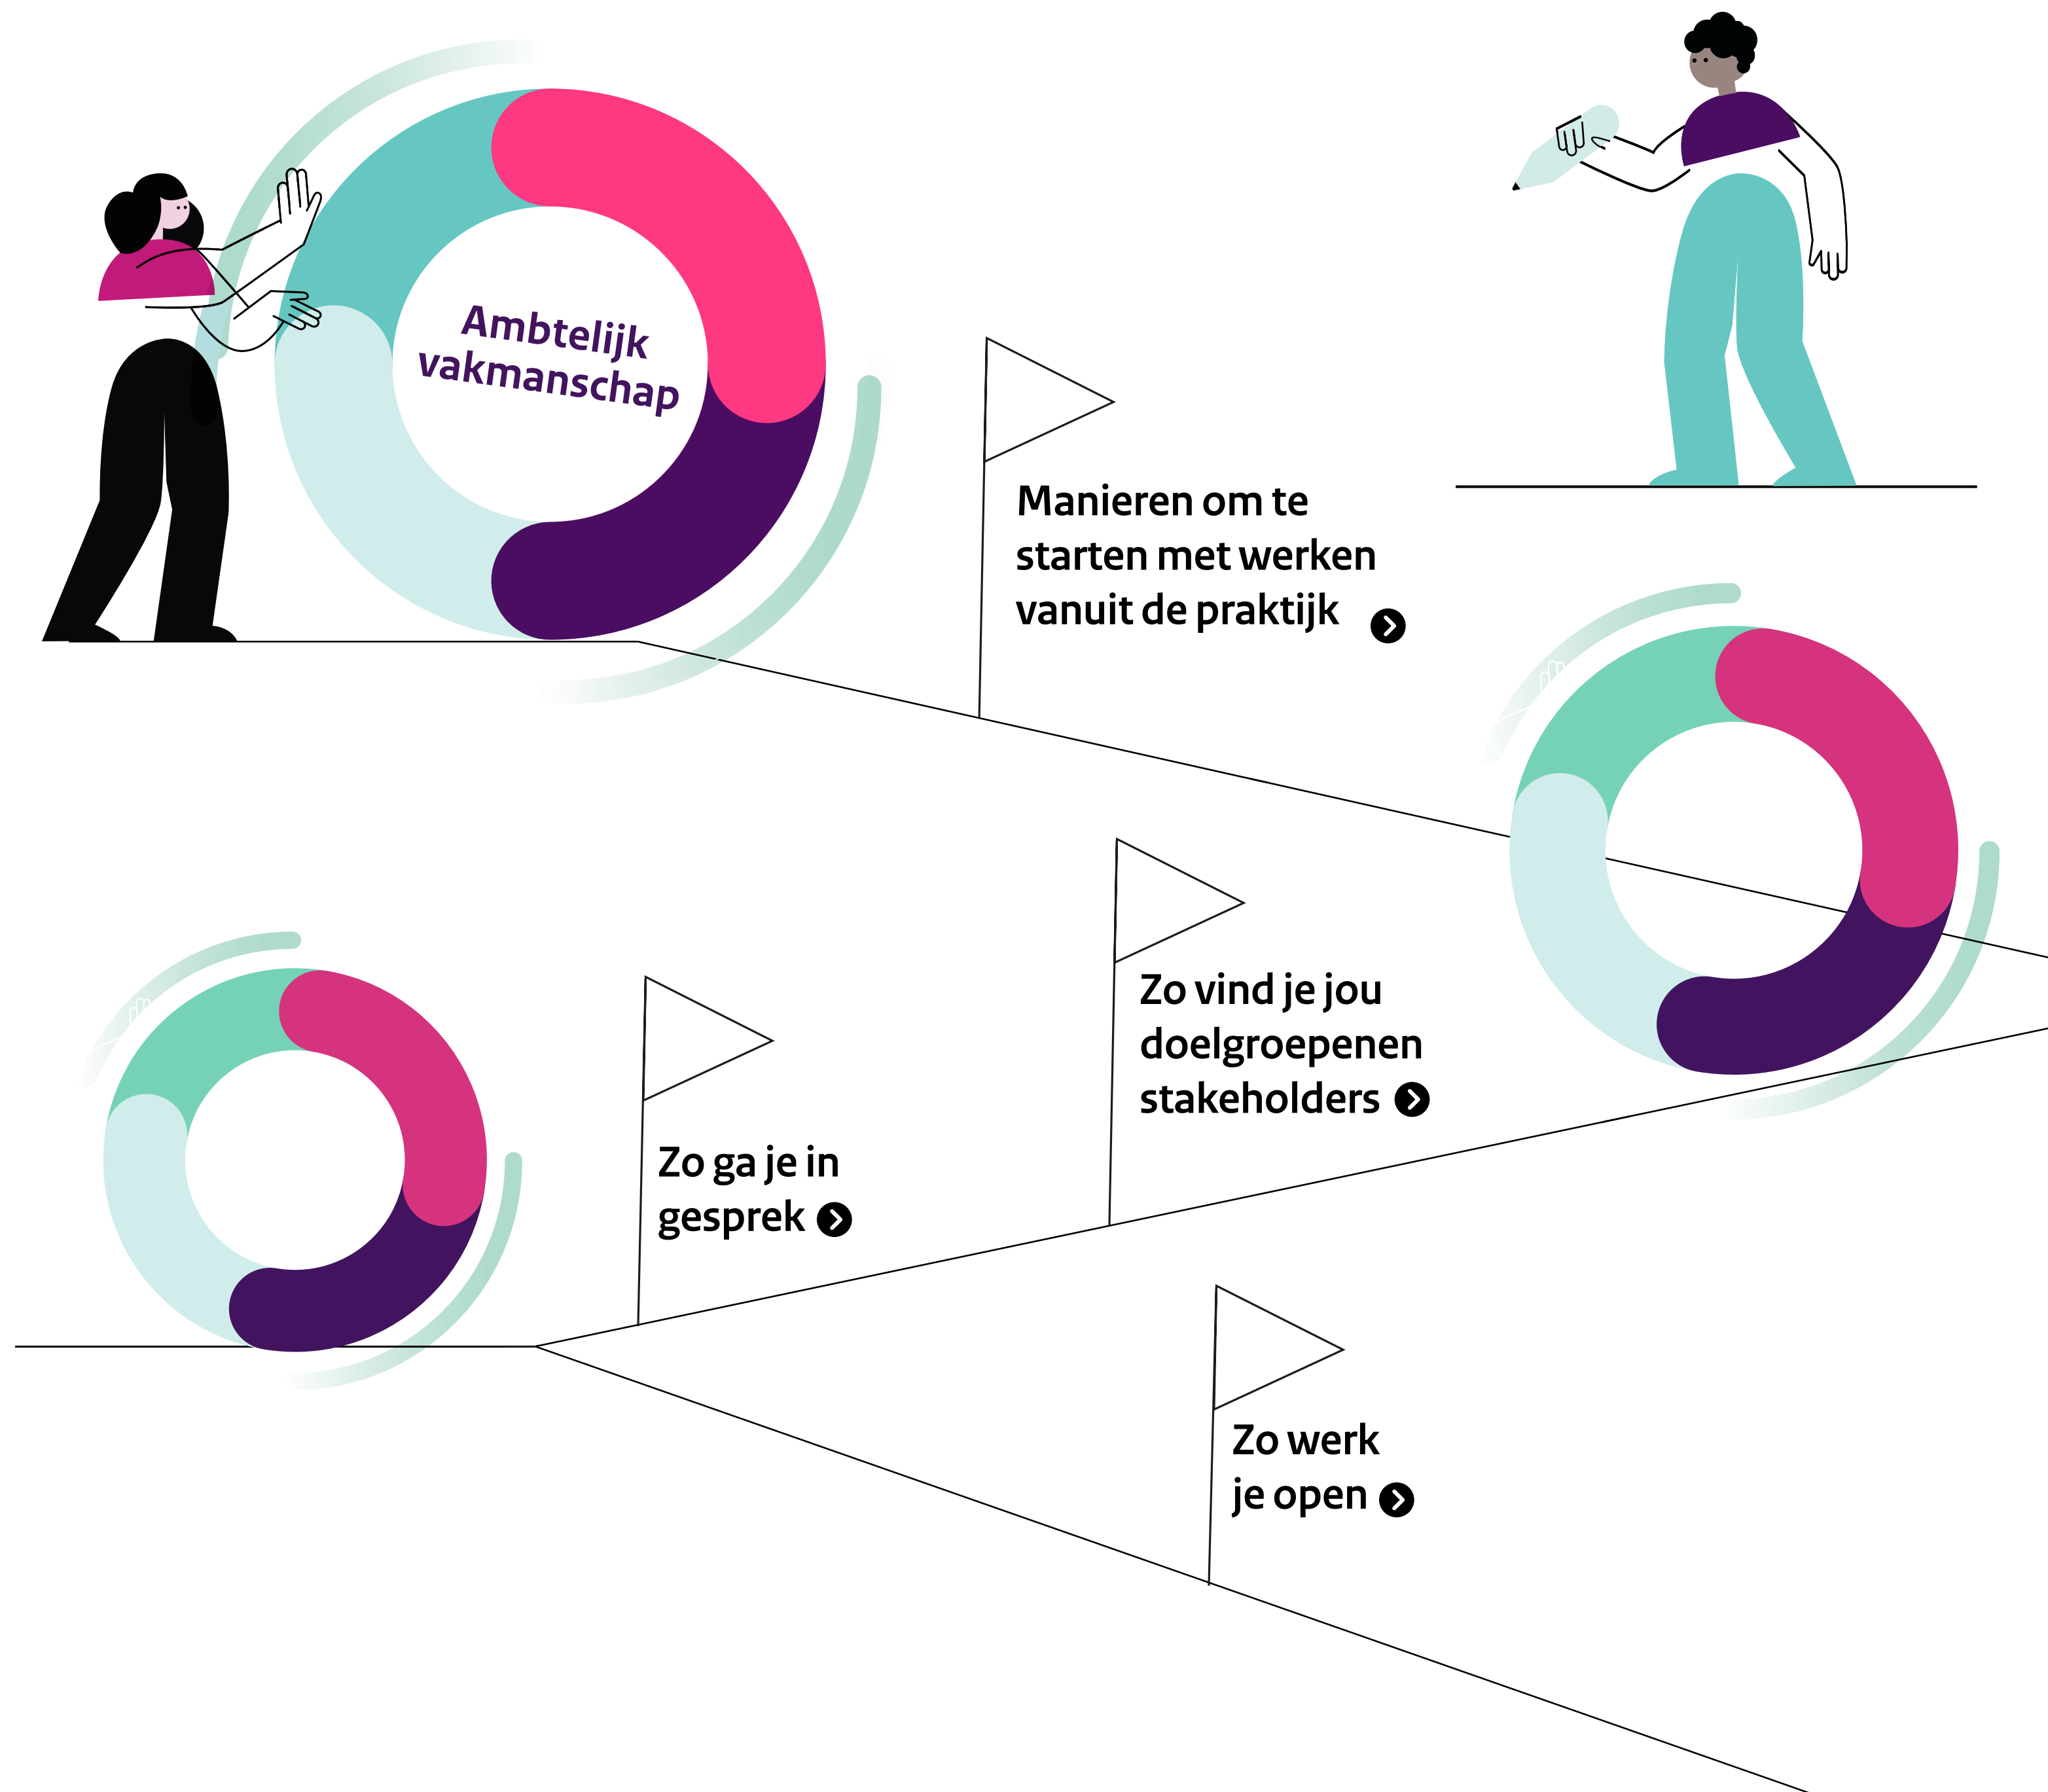 Ambtelijk
vakmanschap
Manieren om te
starten met werken
vanuit de praktijk
Zo vind je jou
doelgroepenen
stakeholders
Zo ga je in
gesprek
Zo werk
je open